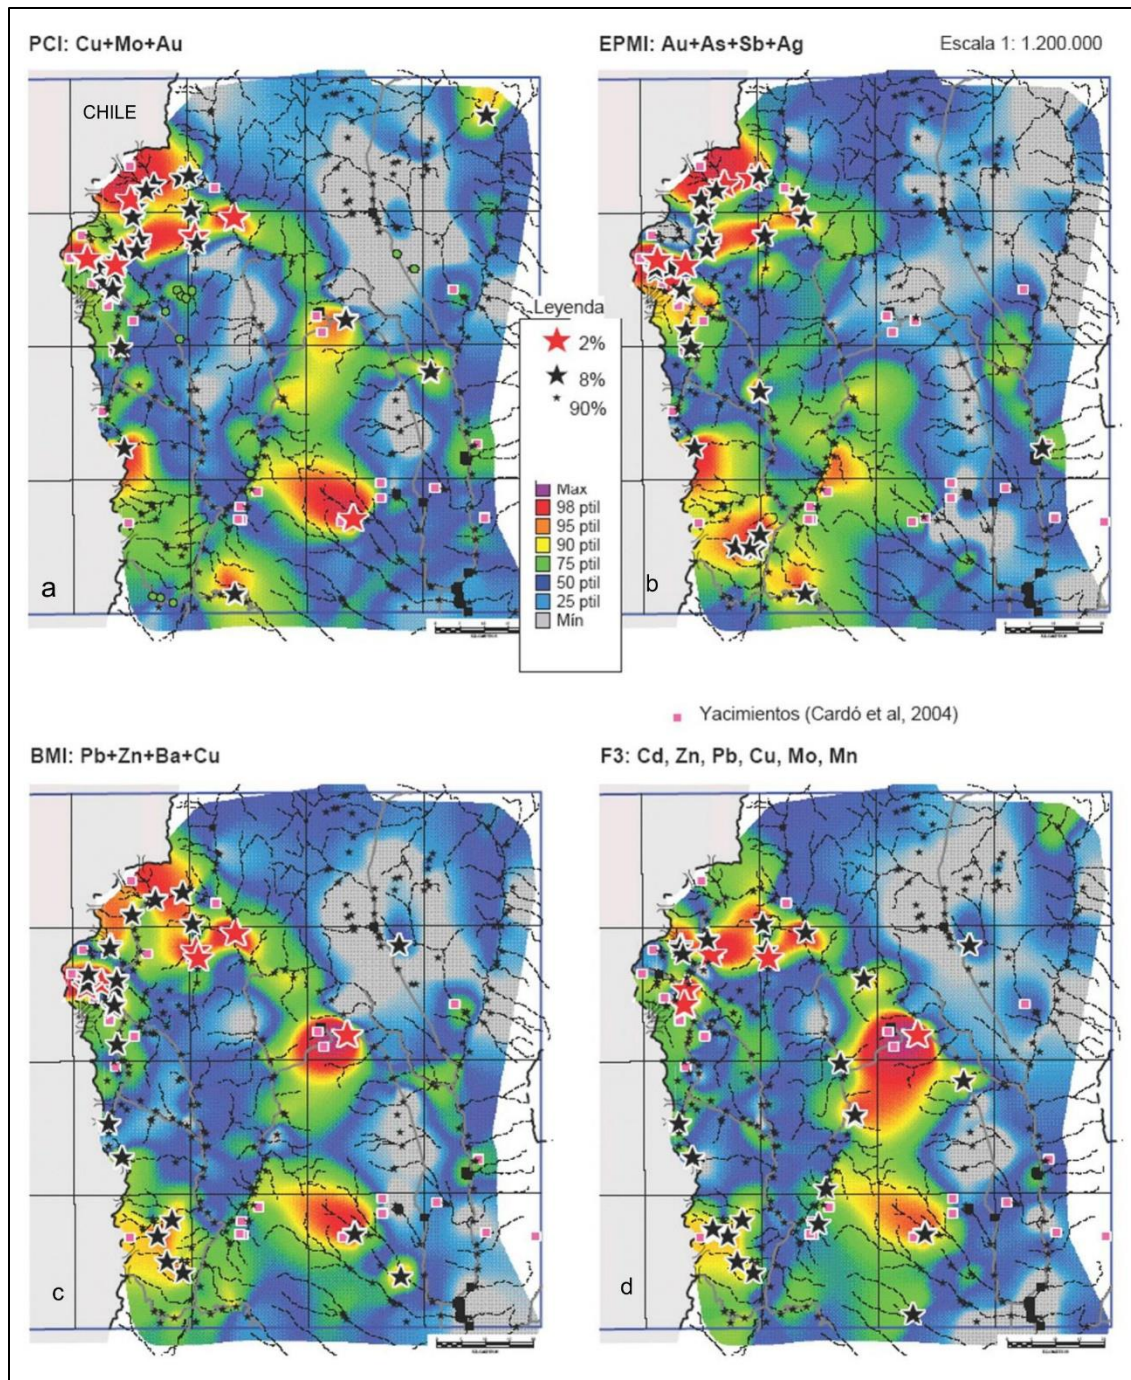 PCI: Cu+Mo+Au
EPMI: Au+As+Sb+Ag
Escala 1: 1.200.000
CHILE
Leyenda
2%
8%
90%
Max
98 ptil
95 ptil
90 ptil
75 ptil
50 ptil
25 ptil
Mín
a
b
Yacimientos (Cardó et al, 2004)
BMI: Pb+Zn+Ba+Cu
F3: Cd, Zn, Pb, Cu, Mo, Mn
c
d